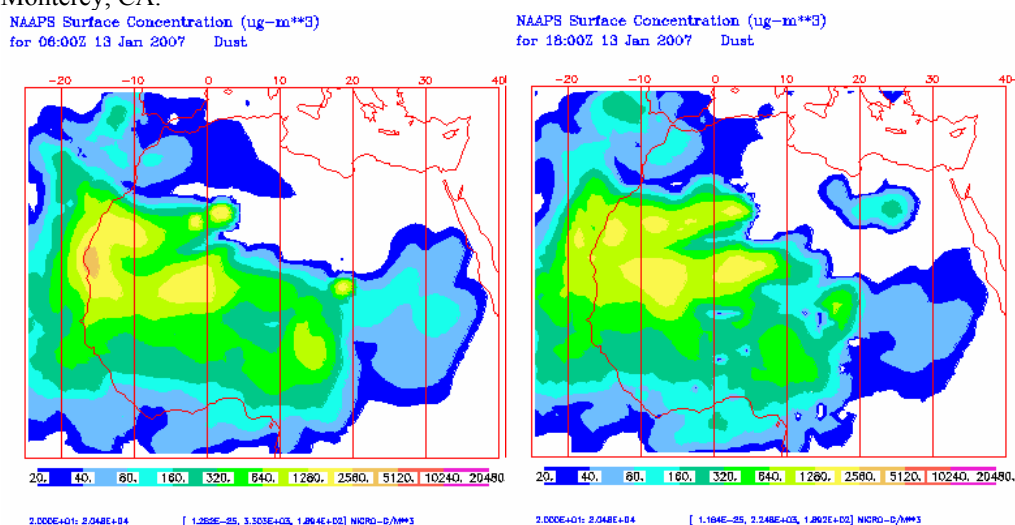 Monterey, CA.
NAAPS Surface Concentration (ug-m**3)
for 06:00Z 13 Jan 2007 Dust
-20 -10 0 10 20 30 40
20. 40. 80. 160. 320. 640. 1280. 2560. 5120. 10240. 20480.
2.000E+01: 2.048E+04 [ 1.252E-25, 3.303E+03, 1.894E+02] MICRO-G/M**3
NAAPS Surface Concentration (ug-m**3)
for 18:00Z 13 Jan 2007 Dust
-20 -10 0 10 20 30 40
20. 40. 80. 160. 320. 640. 1280. 2560. 5120. 10240. 20480.
2.000E+01: 2.048E+04 [ 1.164E-25, 2.248E+03, 1.892E+02] MICRO-G/M**3